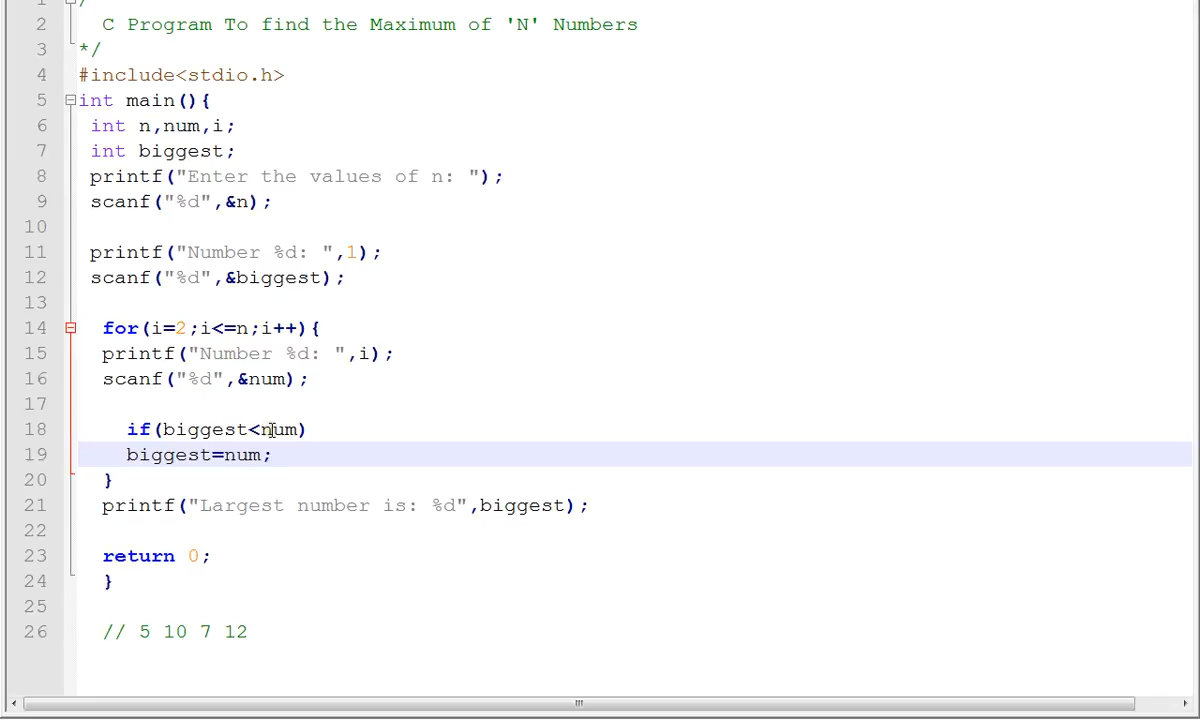 1 /*
2 C Program To find the Maximum of 'N' Numbers
3 */
4 #include<stdio.h>
5 int main(){
6 int n,num,i;
7 int biggest;
8 printf("Enter the values of n: ");
9 scanf("%d",&n);
10
11 printf("Number %d: ",1);
12 scanf("%d",&biggest);
13
14 for(i=2;i<=n;i++){
15 printf("Number %d: ",i);
16 scanf("%d",&num);
17
18 if(biggest<num)
19 biggest=num;
20 }
21 printf("Largest number is: %d",biggest);
22
23 return 0;
24 }
25
26 // 5 10 7 12